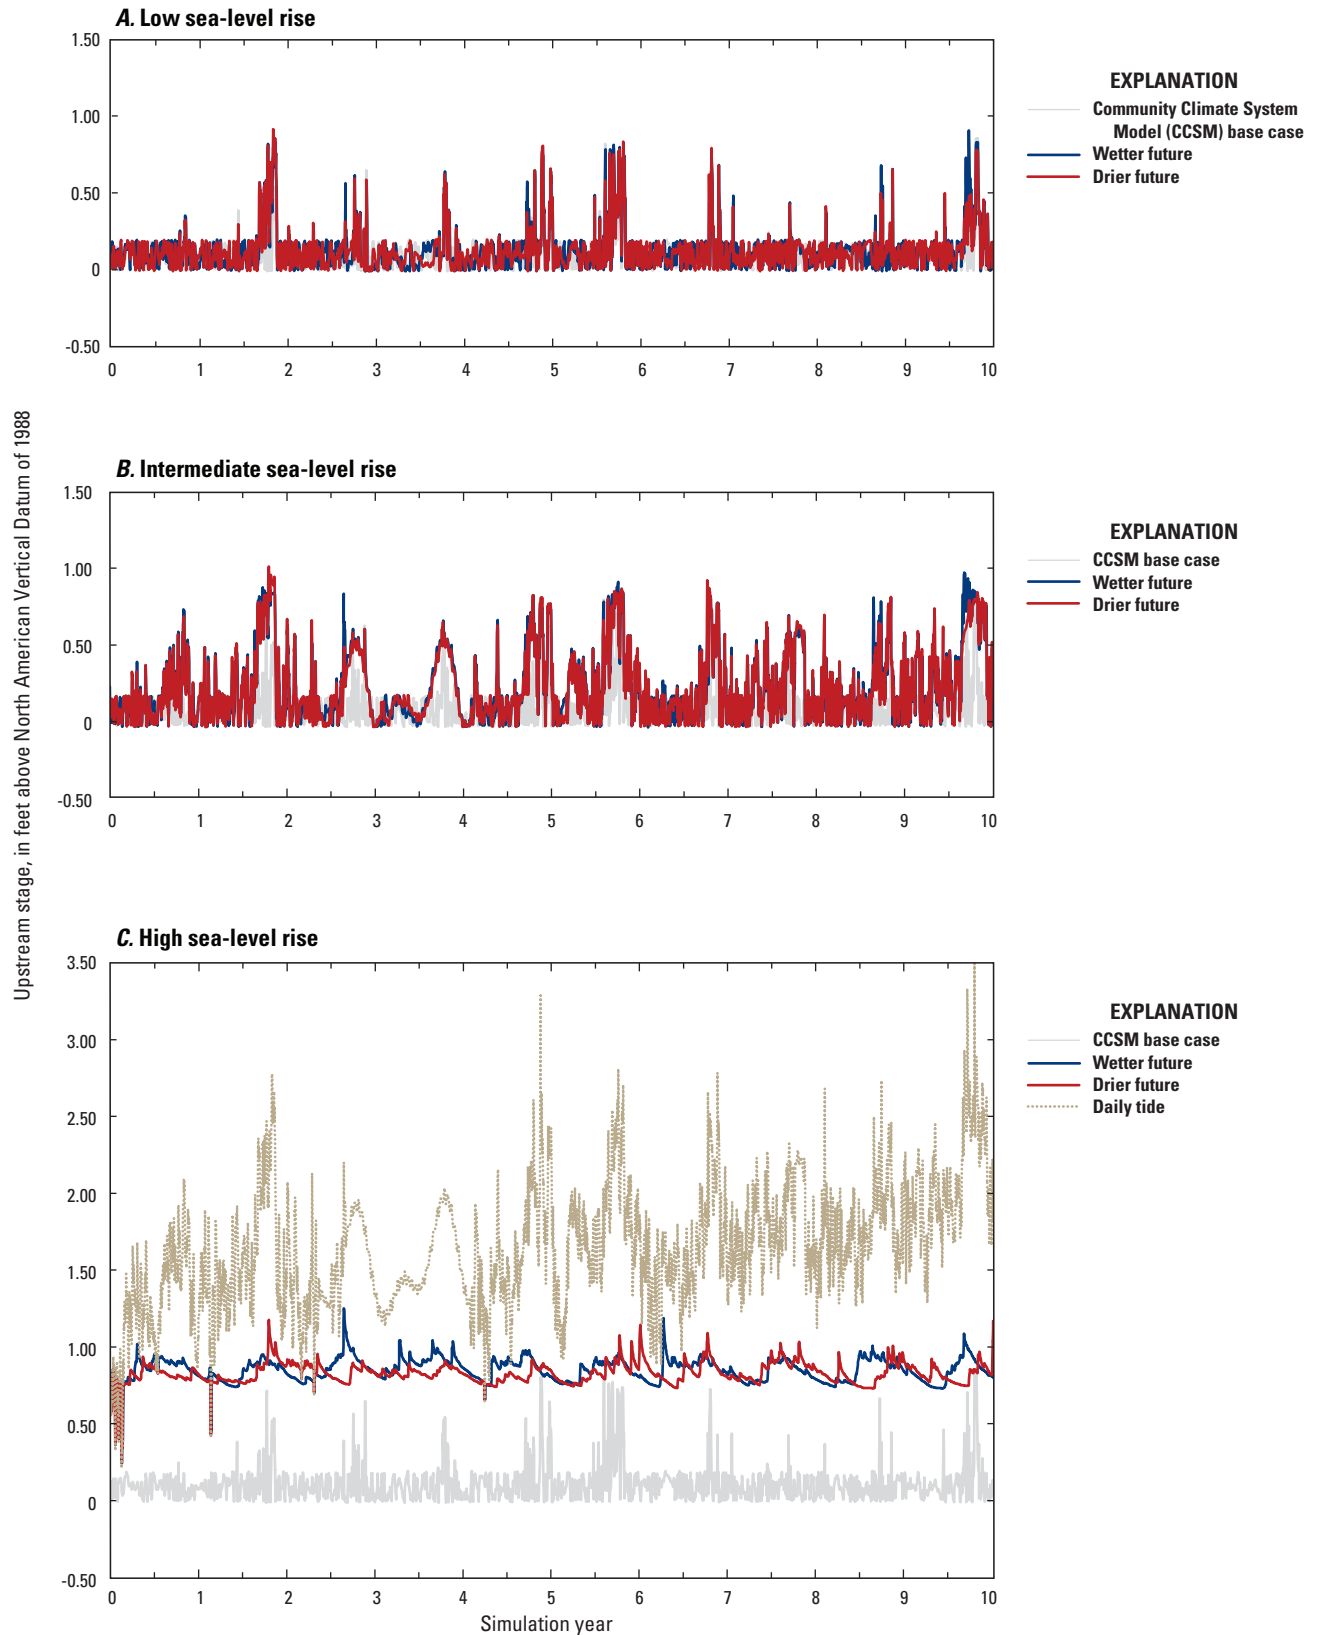 A. Low sea-level rise
1.50
1.00
0.50
0
-0.50
0 1 2 3 4 5 6 7 8 9 10
EXPLANATION
Community Climate System
Model (CCSM) base case
Wetter future
Drier future
Upstream stage, in feet above North American Vertical Datum of 1988
B. Intermediate sea-level rise
1.50
1.00
0.50
0
-0.50
0 1 2 3 4 5 6 7 8 9 10
EXPLANATION
CCSM base case
Wetter future
Drier future
C. High sea-level rise
3.50
3.00
2.50
2.00
1.50
1.00
0.50
0
-0.50
0 1 2 3 4 5 6 7 8 9 10
Simulation year
EXPLANATION
CCSM base case
Wetter future
Drier future
Daily tide